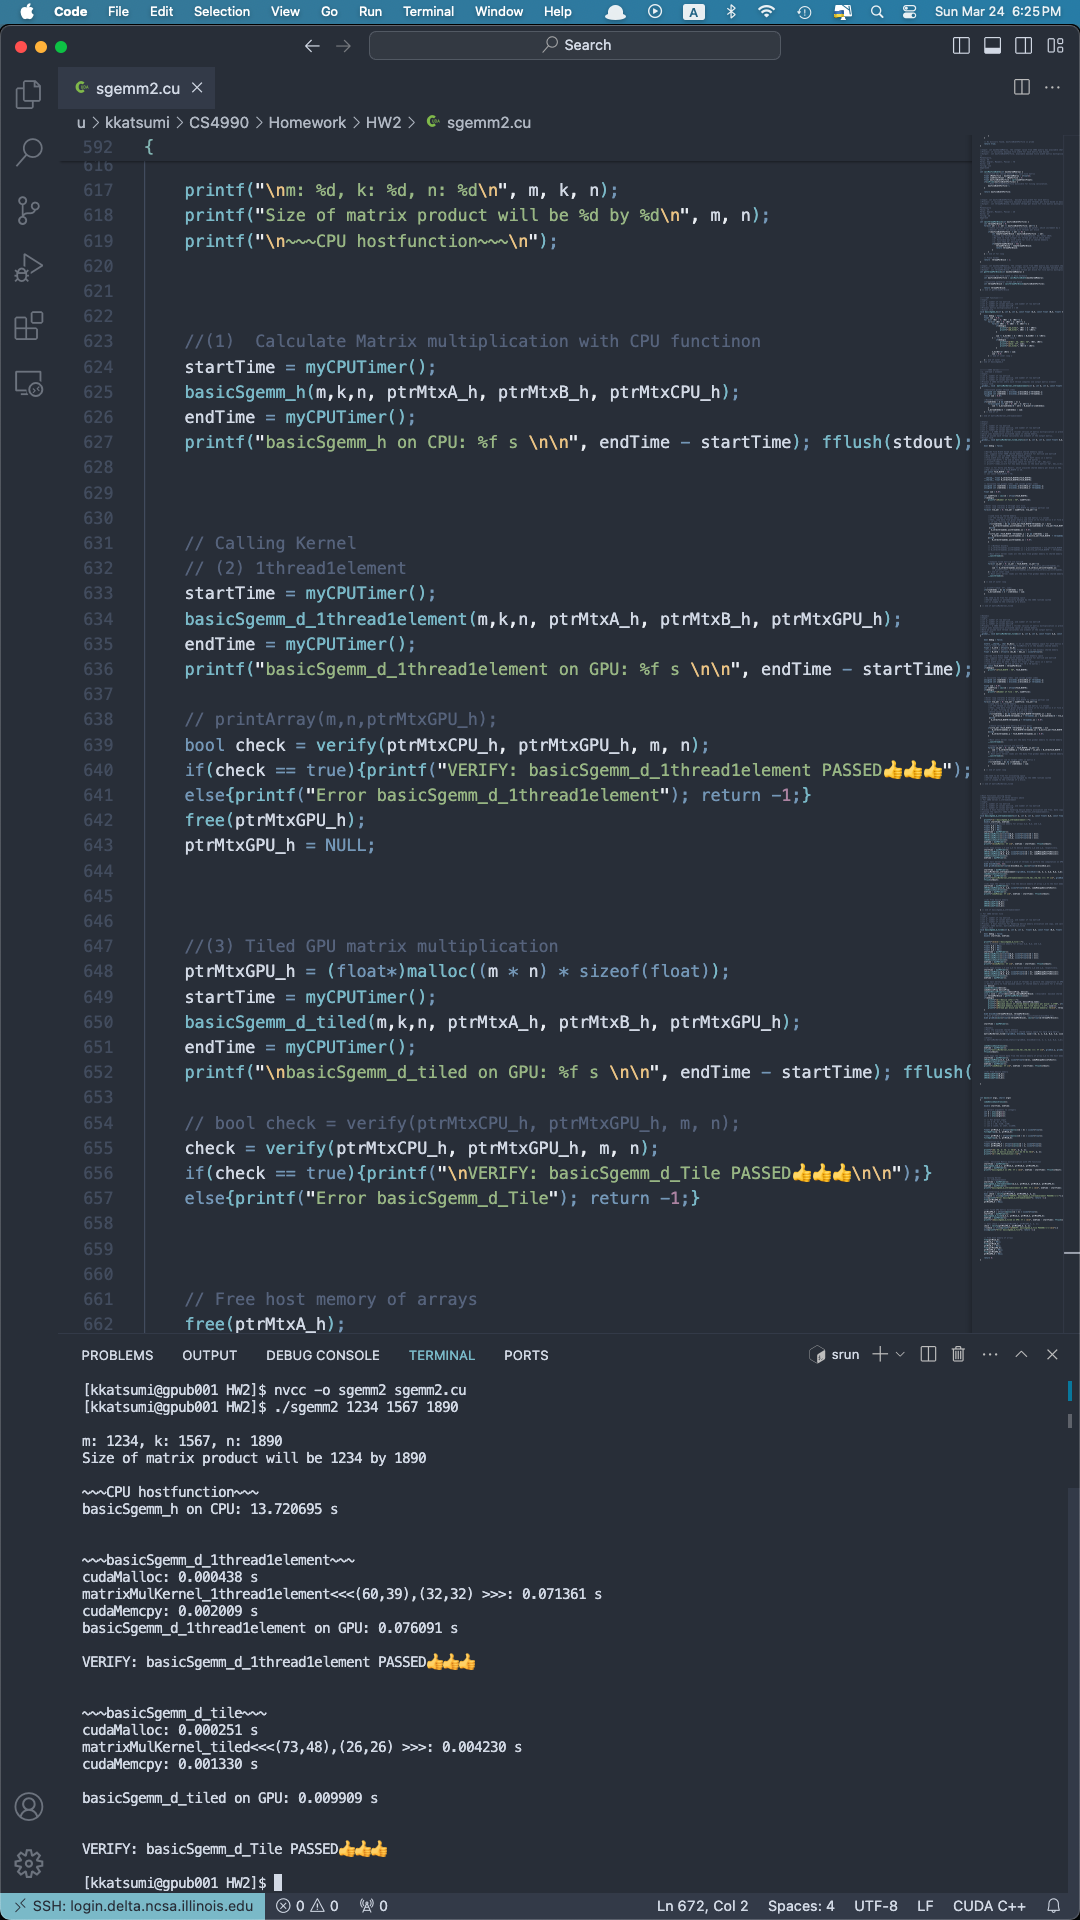 Code File Edit Selection View Go Run Terminal Window Help A Sun Mar 24 6:25 PM
Search
sgemm2.cu
u > kkatsumi > CS4990 > Homework > HW2 > sgemm2.cu
592 {
616
617 printf("\nm: %d, k: %d, n: %d\n", m, k, n);
618 printf("Size of matrix product will be %d by %d\n", m, n);
619 printf("\n~~~CPU hostfunction~~~\n");
620
621
622
623 //(1)  Calculate Matrix multiplication with CPU functinon
624 startTime = myCPUTimer();
625 basicSgemm_h(m,k,n, ptrMtxA_h, ptrMtxB_h, ptrMtxCPU_h);
626 endTime = myCPUTimer();
627 printf("basicSgemm_h on CPU: %f s \n\n", endTime - startTime); fflush(stdout);
628
629
630
631 // Calling Kernel
632 // (2) 1thread1element
633 startTime = myCPUTimer();
634 basicSgemm_d_1thread1element(m,k,n, ptrMtxA_h, ptrMtxB_h, ptrMtxGPU_h);
635 endTime = myCPUTimer();
636 printf("basicSgemm_d_1thread1element on GPU: %f s \n\n", endTime - startTime);
637
638 // printArray(m,n,ptrMtxGPU_h);
639 bool check = verify(ptrMtxCPU_h, ptrMtxGPU_h, m, n);
640 if(check == true){printf("VERIFY: basicSgemm_d_1thread1element PASSED👍👍👍");
641 else{printf("Error basicSgemm_d_1thread1element"); return -1;}
642 free(ptrMtxGPU_h);
643 ptrMtxGPU_h = NULL;
644
645
646
647 //(3) Tiled GPU matrix multiplication
648 ptrMtxGPU_h = (float*)malloc((m * n) * sizeof(float));
649 startTime = myCPUTimer();
650 basicSgemm_d_tiled(m,k,n, ptrMtxA_h, ptrMtxB_h, ptrMtxGPU_h);
651 endTime = myCPUTimer();
652 printf("\nbasicSgemm_d_tiled on GPU: %f s \n\n", endTime - startTime); fflush(
653
654 // bool check = verify(ptrMtxCPU_h, ptrMtxGPU_h, m, n);
655 check = verify(ptrMtxCPU_h, ptrMtxGPU_h, m, n);
656 if(check == true){printf("\nVERIFY: basicSgemm_d_Tile PASSED👍👍👍\n\n");}
657 else{printf("Error basicSgemm_d_Tile"); return -1;}
658
659
660
661 // Free host memory of arrays
662 free(ptrMtxA_h);
PROBLEMS OUTPUT DEBUG CONSOLE TERMINAL PORTS srun
[kkatsumi@gpub001 HW2]$ nvcc -o sgemm2 sgemm2.cu
[kkatsumi@gpub001 HW2]$ ./sgemm2 1234 1567 1890
m: 1234, k: 1567, n: 1890
Size of matrix product will be 1234 by 1890
~~~CPU hostfunction~~~
basicSgemm_h on CPU: 13.720695 s
~~~basicSgemm_d_1thread1element~~~
cudaMalloc: 0.000438 s
matrixMulKernel_1thread1element<<<(60,39),(32,32) >>>: 0.071361 s
cudaMemcpy: 0.002009 s
basicSgemm_d_1thread1element on GPU: 0.076091 s
VERIFY: basicSgemm_d_1thread1element PASSED👍👍👍
~~~basicSgemm_d_tile~~~
cudaMalloc: 0.000251 s
matrixMulKernel_tiled<<<(73,48),(26,26) >>>: 0.004230 s
cudaMemcpy: 0.001330 s
basicSgemm_d_tiled on GPU: 0.009909 s
VERIFY: basicSgemm_d_Tile PASSED👍👍👍
[kkatsumi@gpub001 HW2]$
SSH: login.delta.ncsa.illinois.edu 0 0 0 Ln 672, Col 2 Spaces: 4 UTF-8 LF CUDA C++